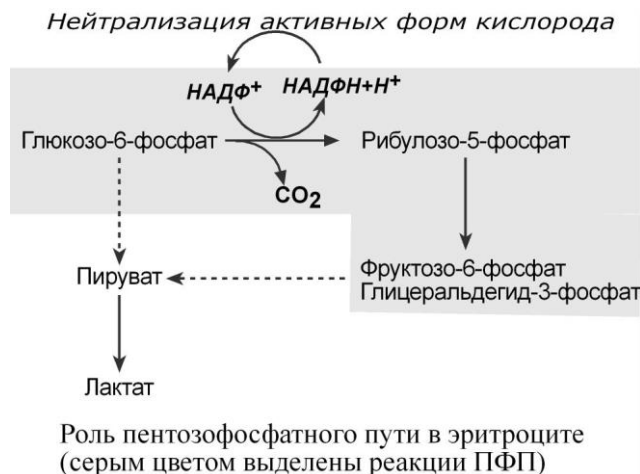 Нейтрализация активных форм кислорода
НАДФ+ НАДФН+Н+
Глюкозо-6-фосфат Рибулозо-5-фосфат
CO2
Пируват
Фруктозо-6-фосфат
Глицеральдегид-3-фосфат
Лактат
Роль пентозофосфатного пути в эритроците
(серым цветом выделены реакции ПФП)